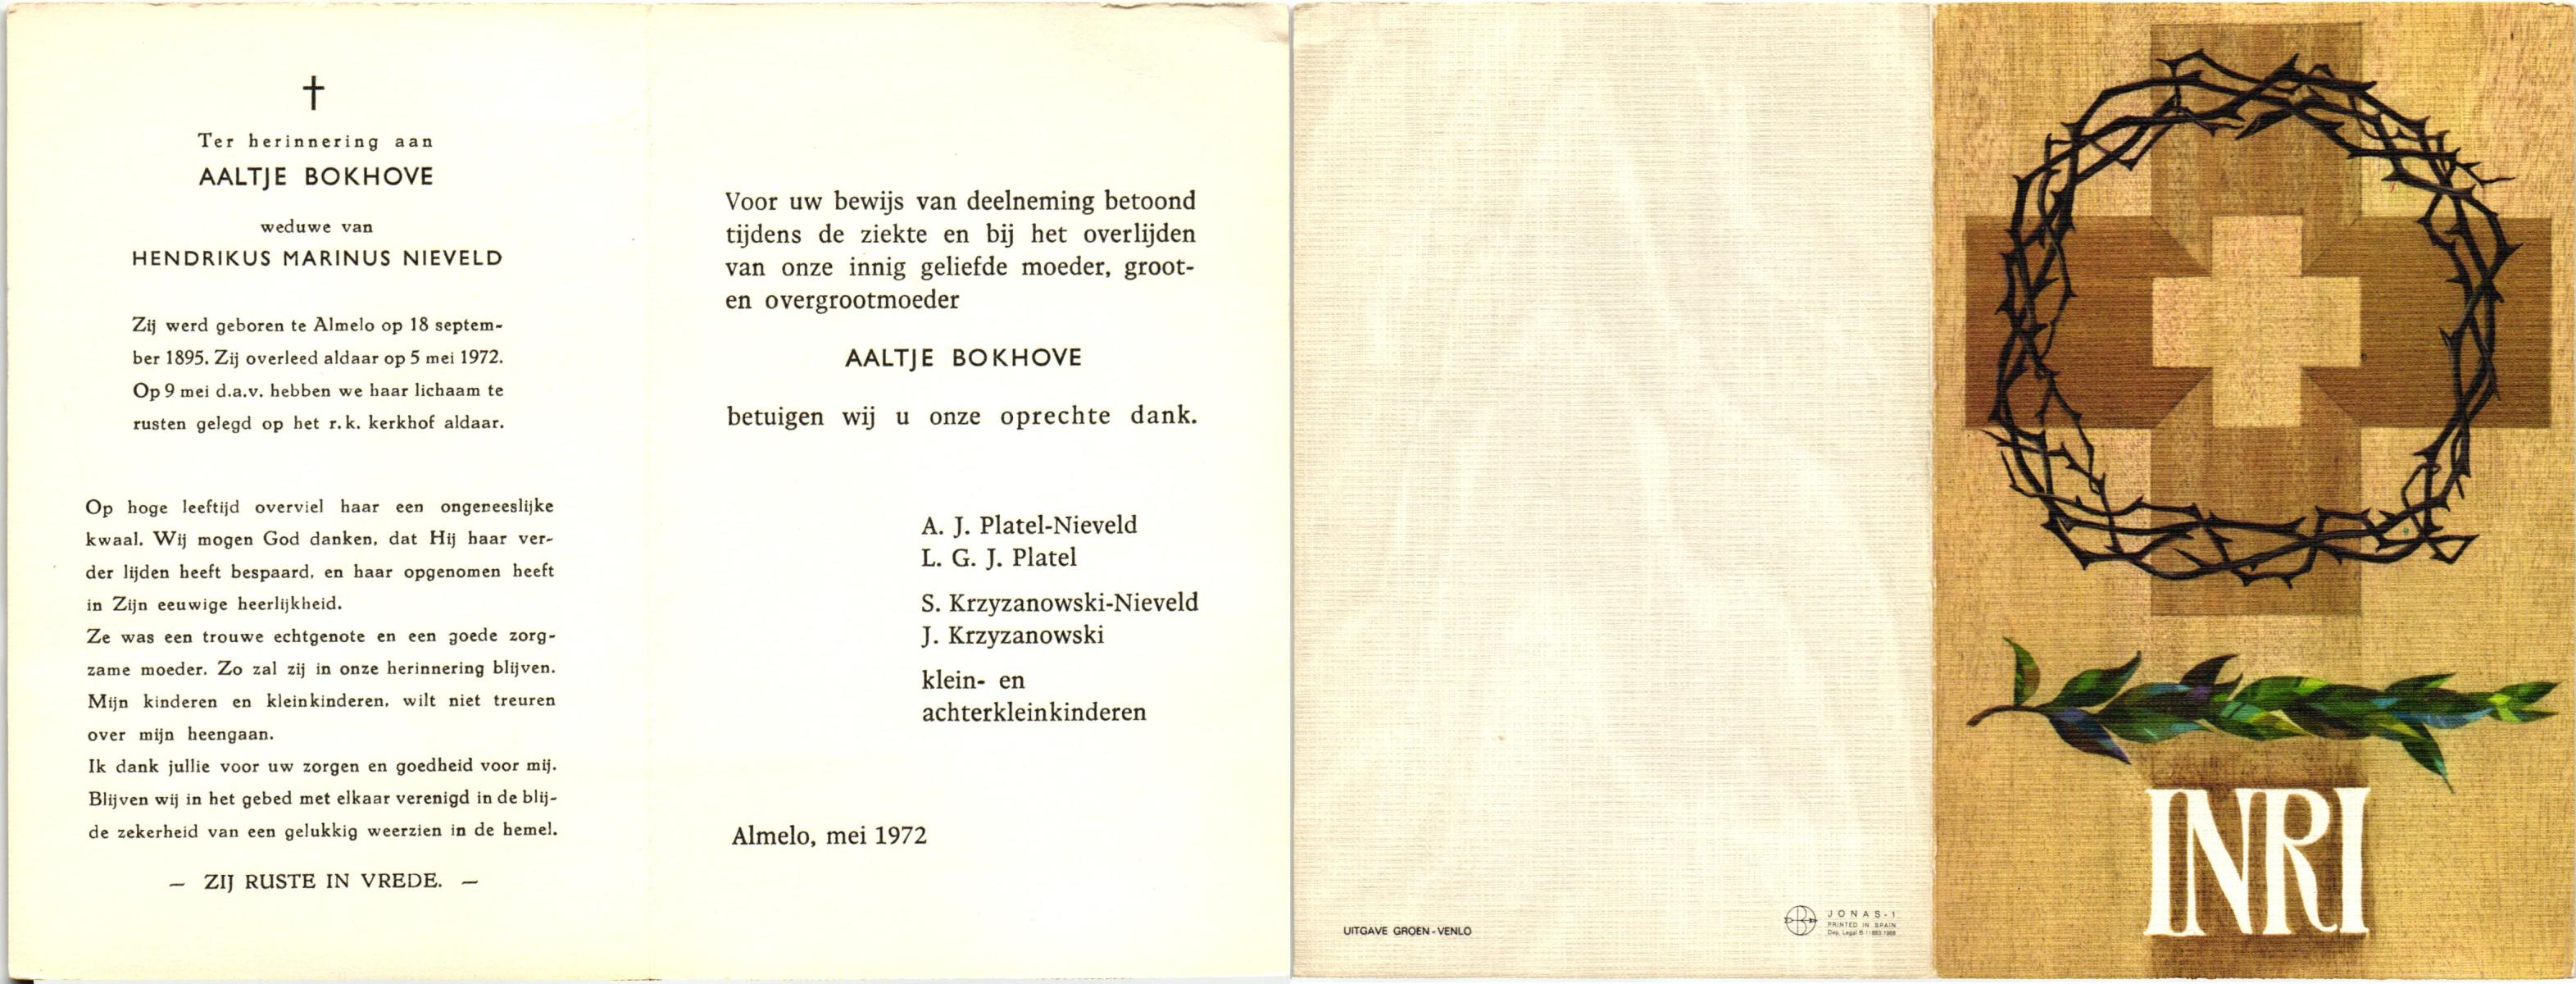 Ter herinnering aan
AALTJE BOKHOVE
weduwe van
HENDRIKUS MARINUS NIEVELD
Zij werd geboren te Almelo op 18 septem-
ber 1895. Zij overleed aldaar op 5 mei 1972.
Op 9 mei d.a.v. hebben we haar lichaam te
rusten gelegd op het r.k. kerkhof aldaar.
Op hoge leeftijd overviel haar een ongeneeslijke
kwaal. Wij mogen God danken, dat Hij haar ver-
der lijden heeft bespaard, en haar opgenomen heeft
in Zijn eeuwige heerlijkheid.
Ze was een trouwe echtgenote en een goede zorg-
zame moeder. Zo zal zij in onze herinnering blijven.
Mijn kinderen en kleinkinderen, wilt niet treuren
over mijn heengaan.
Ik dank jullie voor uw zorgen en goedheid voor mij.
Blijven wij in het gebed met elkaar verenigd in de blij-
de zekerheid van een gelukkig weerzien in de hemel.
— ZIJ RUSTE IN VREDE. —
Voor uw bewijs van deelneming betoond
tijdens de ziekte en bij het overlijden
van onze innig geliefde moeder, groot-
en overgrootmoeder
AALTJE BOKHOVE
betuigen wij u onze oprechte dank.
A. J. Platel-Nieveld
L. G. J. Platel
S. Krzyzanowski-Nieveld
J. Krzyzanowski
klein- en
achterkleinkinderen
Almelo, mei 1972
UITGAVE GROEN - VENLO
JONAS-1
PRINTED IN SPAIN
Dep. Legal B.
INRI